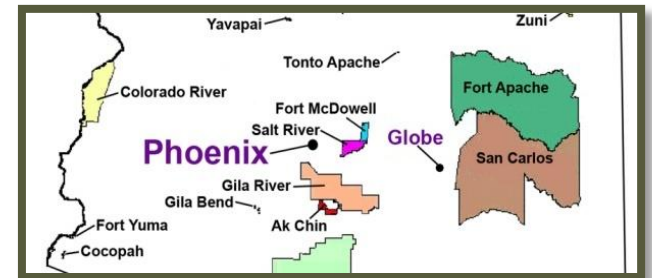 Yavapai
Zuni
Tonto Apache
Colorado River
Fort Apache
Fort McDowell
Salt River
Globe
Phoenix
San Carlos
Gila River
Gila Bend
Ak Chin
Fort Yuma
Cocopah